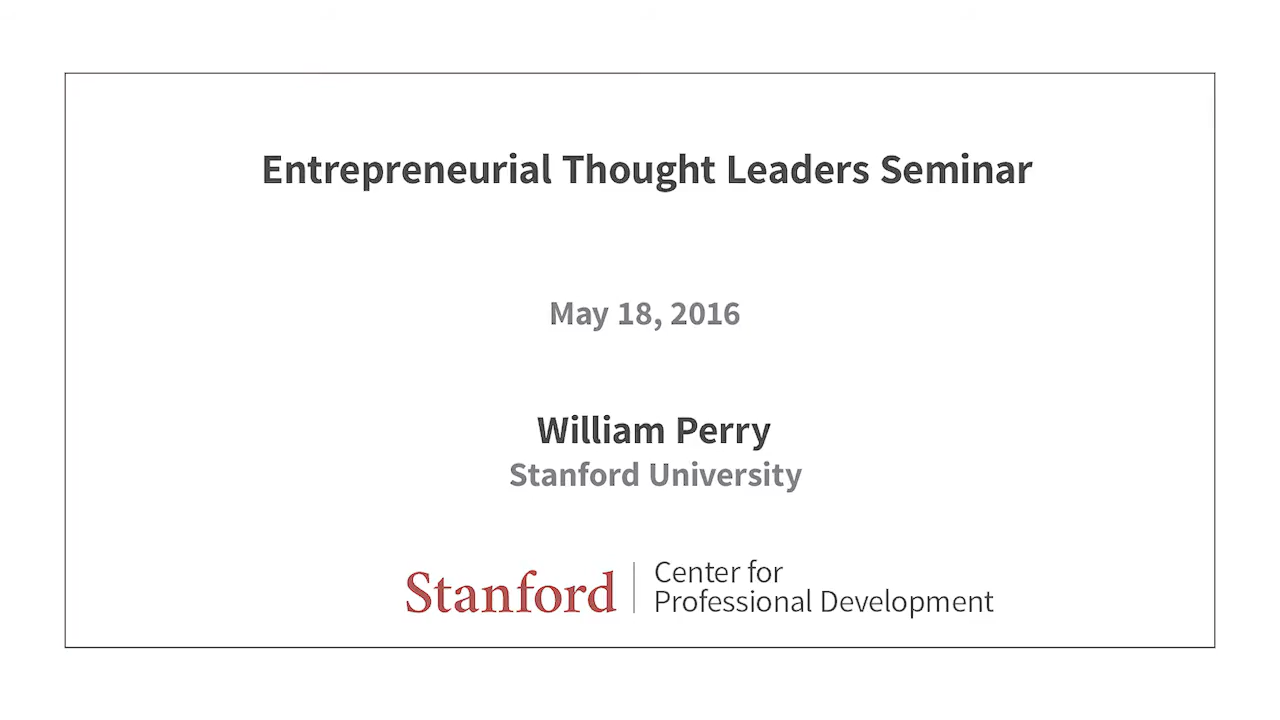 Entrepreneurial Thought Leaders Seminar
May 18, 2016
William Perry
Stanford University
Stanford
Center for
Professional Development